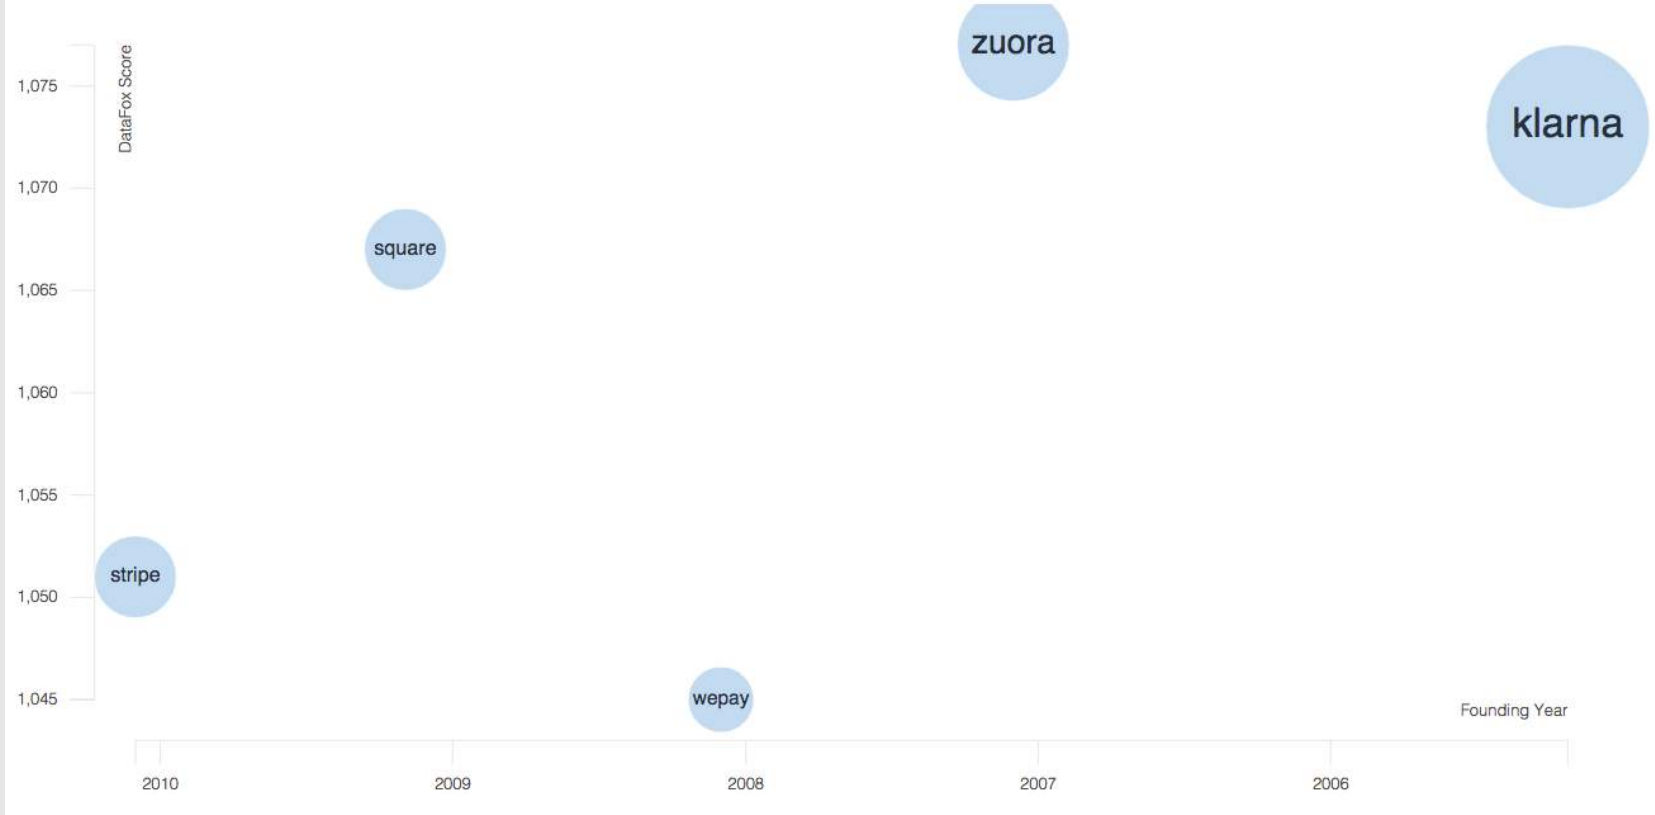 zuora
1,075
DataFox Score
klarna
1,070
square
1,065
1,060
1,055
stripe
1,050
1,045
wepay
Founding Year
2010
2009
2008
2007
2006